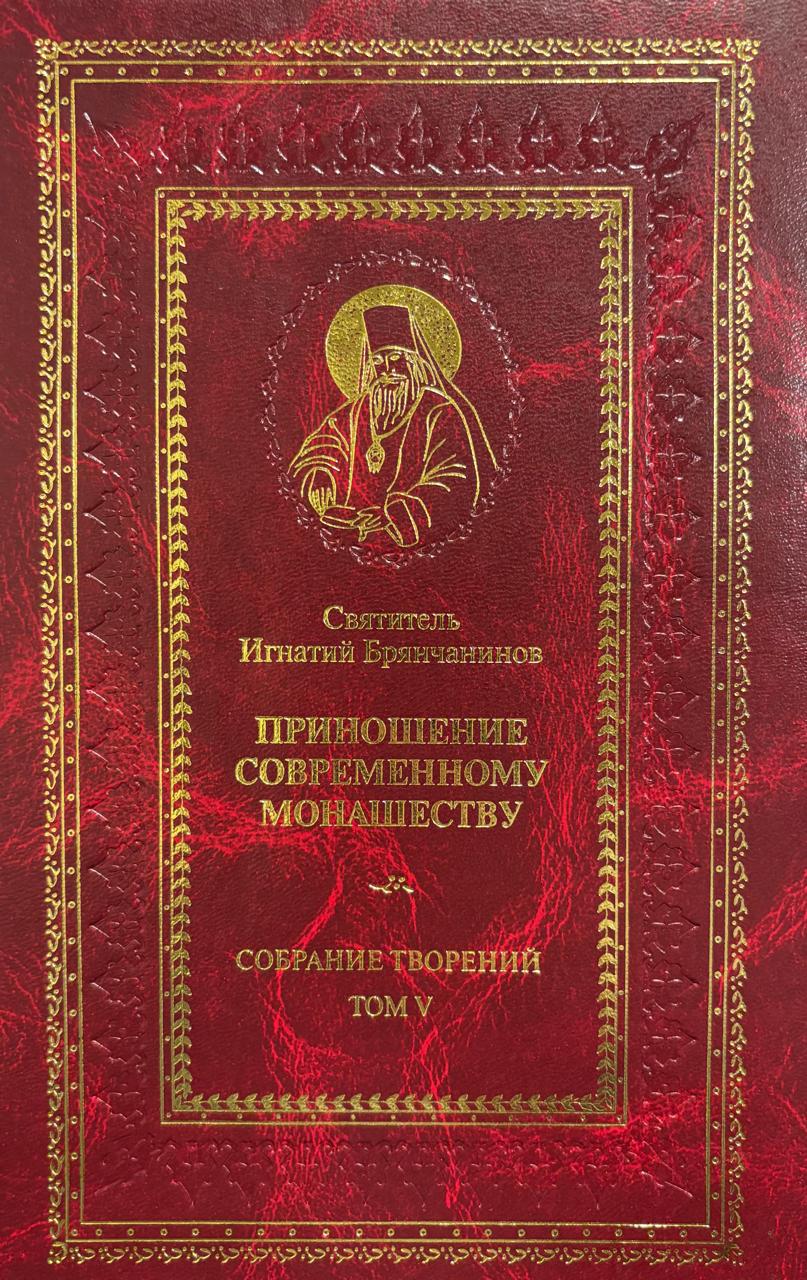 Святитель
Игнатий Брянчанинов
ПРИНОШЕНИЕ
СОВРЕМЕННОМУ
МОНАШЕСТВУ
СОБРАНИЕ ТВОРЕНИЙ
ТОМ V